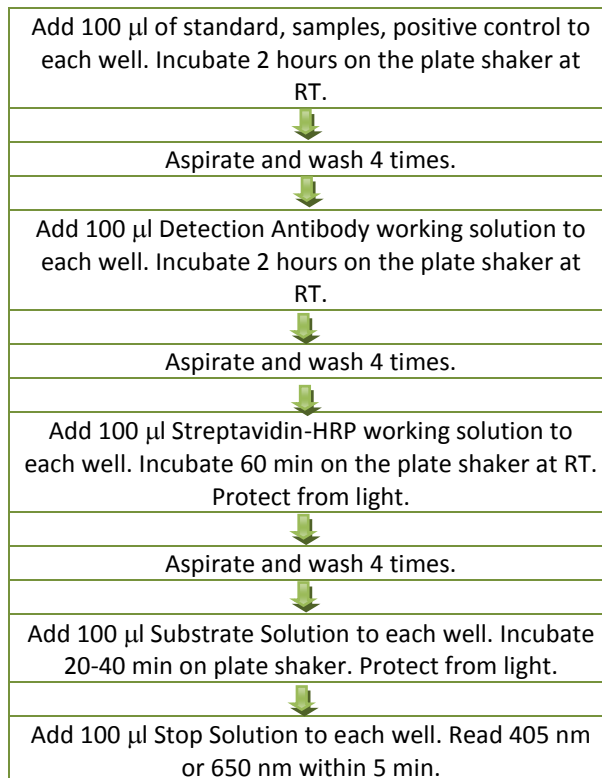 Add 100 μl of standard, samples, positive control to
each well. Incubate 2 hours on the plate shaker at
RT.
Aspirate and wash 4 times.
Add 100 μl Detection Antibody working solution to
each well. Incubate 2 hours on the plate shaker at
RT.
Aspirate and wash 4 times.
Add 100 μl Streptavidin-HRP working solution to
each well. Incubate 60 min on the plate shaker at RT.
Protect from light.
Aspirate and wash 4 times.
Add 100 μl Substrate Solution to each well. Incubate
20-40 min on plate shaker. Protect from light.
Add 100 μl Stop Solution to each well. Read 405 nm
or 650 nm within 5 min.